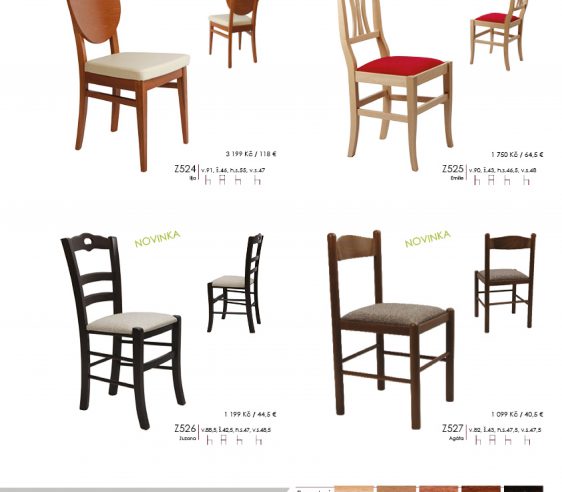 3 199 Kč / 118 €
Z524
Ilja
v.91, š.46, h.s.55, v.s.47
1 750 Kč / 64,5 €
Z525
Emilie
v.90, š.43, h.s.46,5, v.s.48
NOVINKA
1 199 Kč / 44,5 €
Z526
Zuzana
v.88,5, š.42,5, h.s.47, v.s.48,5
NOVINKA
1 099 Kč / 40,5 €
Z527
Agáta
v.82, š.43, h.s.47,5, v.s.47,5